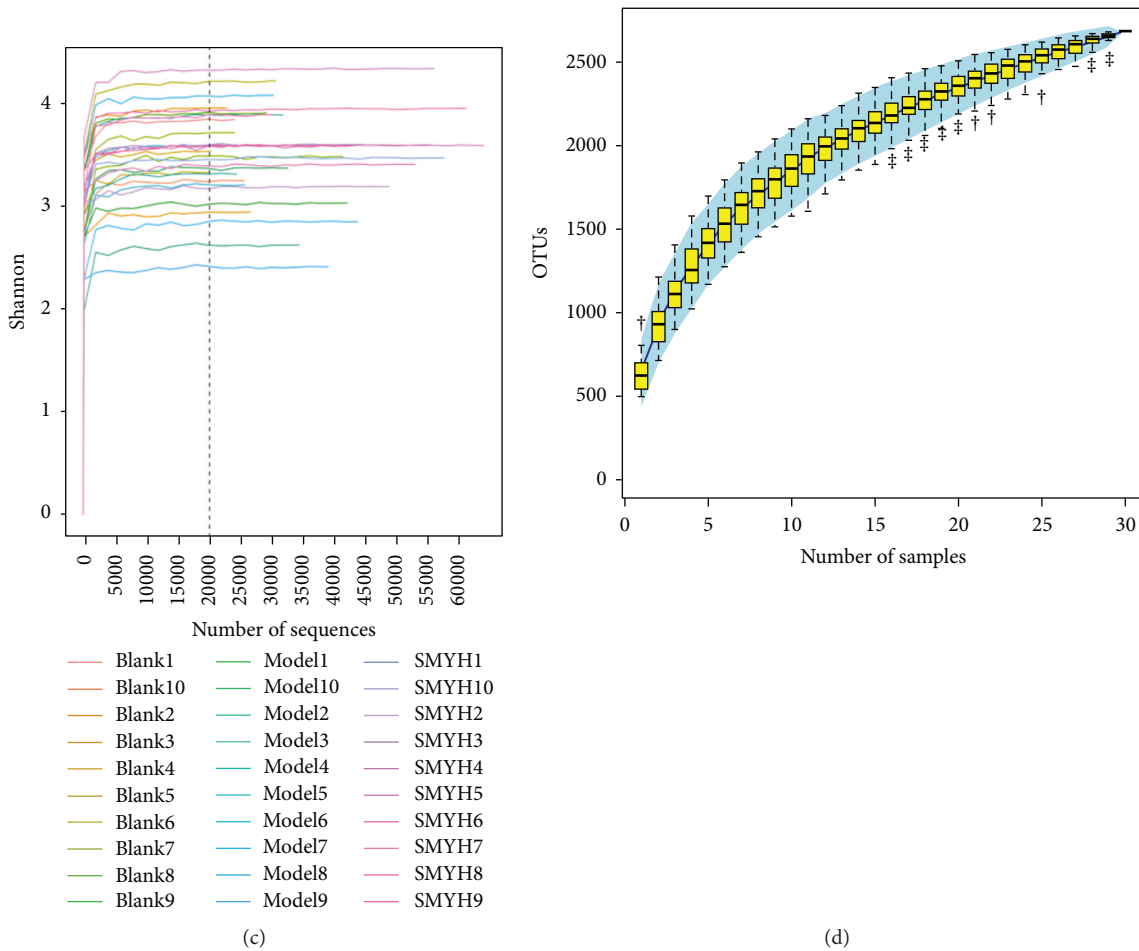 Shannon
4
3
2
1
0
0
5000
10000
15000
20000
25000
30000
35000
40000
45000
50000
55000
60000
Number of sequences
Blank1
Blank10
Blank2
Blank3
Blank4
Blank5
Blank6
Blank7
Blank8
Blank9
Model1
Model10
Model2
Model3
Model4
Model5
Model6
Model7
Model8
Model9
SMYH1
SMYH10
SMYH2
SMYH3
SMYH4
SMYH5
SMYH6
SMYH7
SMYH8
SMYH9
(c)
OTUs
2500
2000
1500
1000
500
0
†
‡
‡
‡
‡
‡
†
†
†
‡
‡
0 5 10 15 20 25 30
Number of samples
(d)